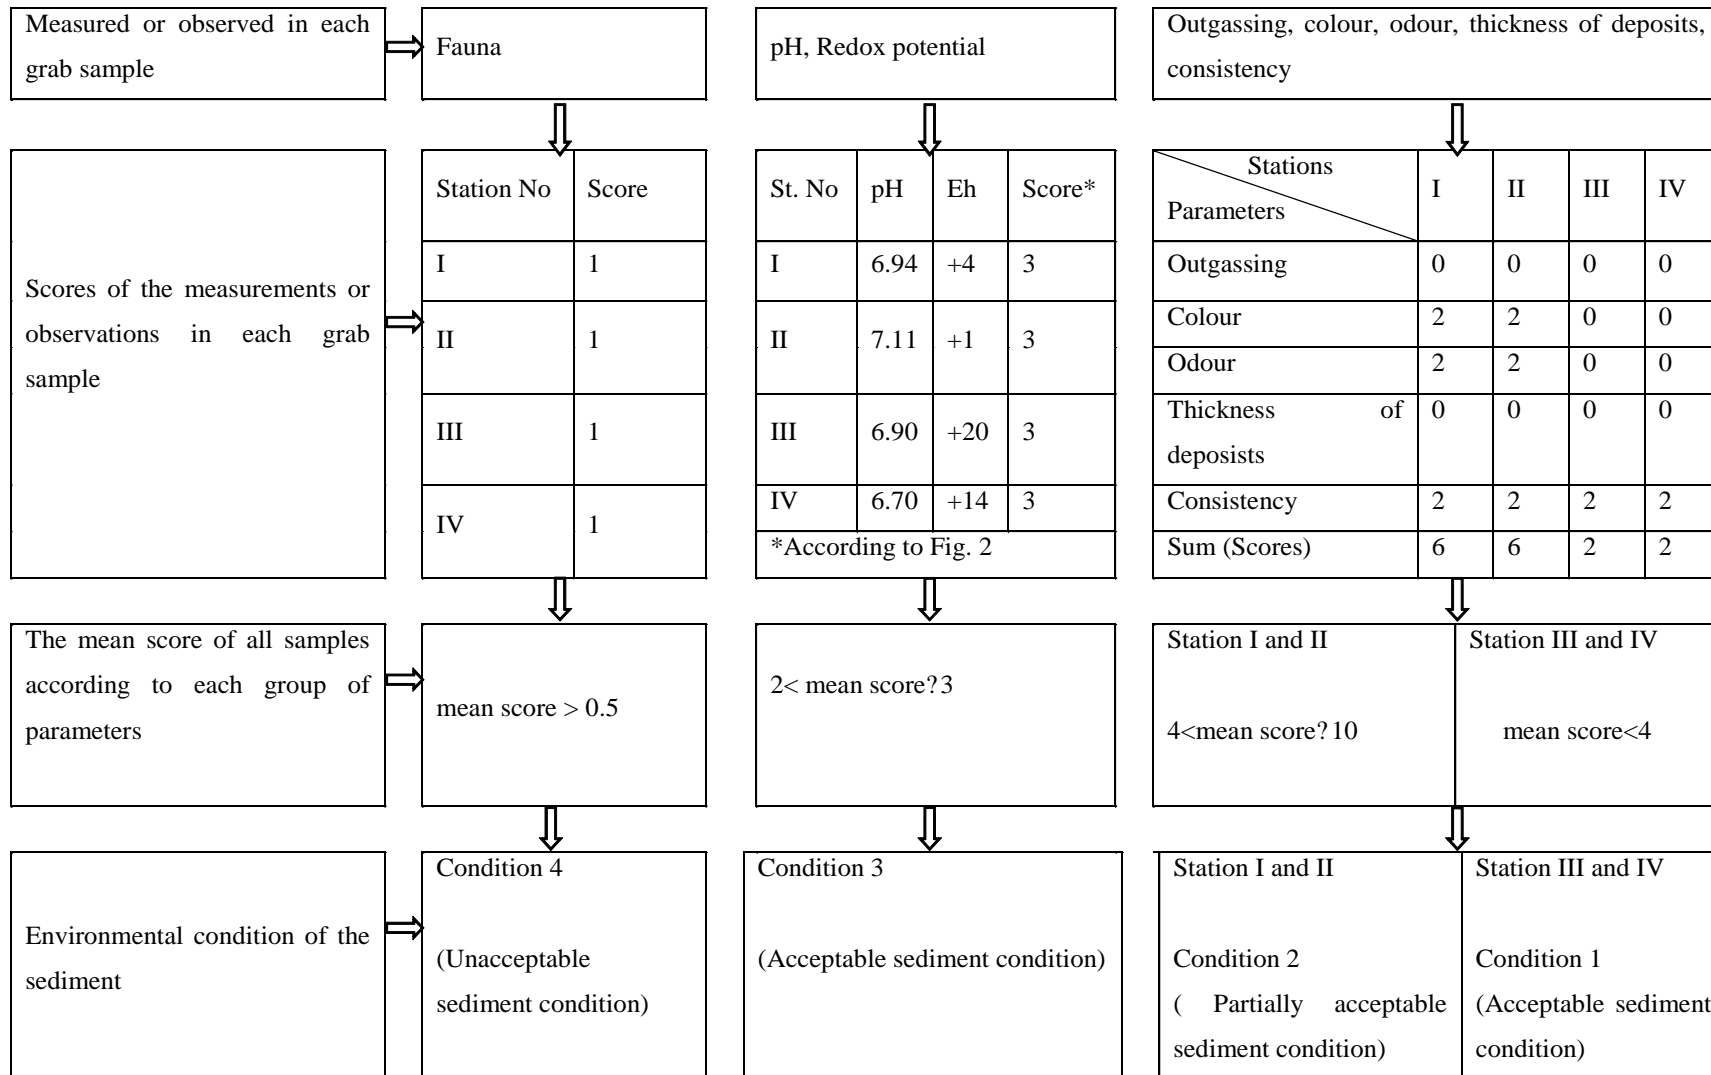 Measured or observed in each
grab sample
Fauna
pH, Redox potential
Outgassing, colour, odour, thickness of deposits,
consistency
Scores of the measurements or
observations in each grab
sample
Station No Score
I 1
II 1
III 1
IV 1
St. No pH Eh Score*
I 6.94 +4 3
II 7.11 +1 3
III 6.90 +20 3
IV 6.70 +14 3
*According to Fig. 2
Stations
Parameters
I II III IV
Outgassing 0 0 0 0
Colour 2 2 0 0
Odour 2 2 0 0
Thickness of
deposists
0 0 0 0
Consistency 2 2 2 2
Sum (Scores) 6 6 2 2
The mean score of all samples
according to each group of
parameters
mean score > 0.5
2< mean score?3
Station I and II
4<mean score?10
Station III and IV
mean score<4
Environmental condition of the
sediment
Condition 4
(Unacceptable
sediment condition)
Condition 3
(Acceptable sediment condition)
Station I and II
Condition 2
( Partially acceptable
sediment condition)
Station III and IV
Condition 1
(Acceptable sediment
condition)